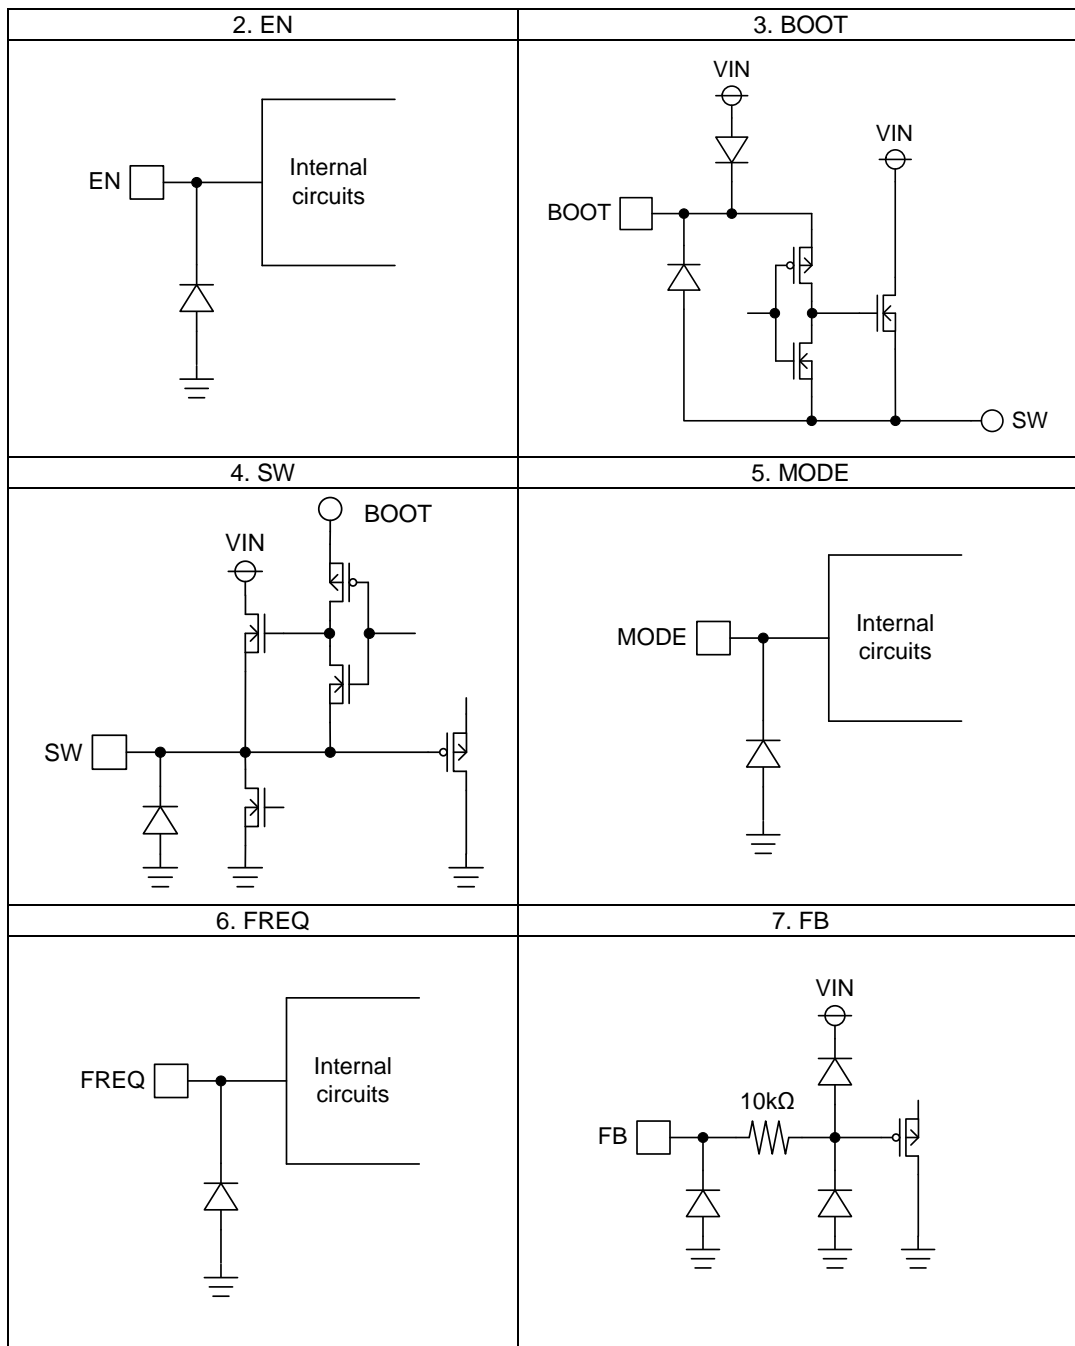 2. EN
3. BOOT
EN
Internal
circuits
VIN
VIN
BOOT
SW
4. SW
5. MODE
BOOT
VIN
SW
MODE
Internal
circuits
6. FREQ
7. FB
FREQ
Internal
circuits
VIN
10kΩ
FB